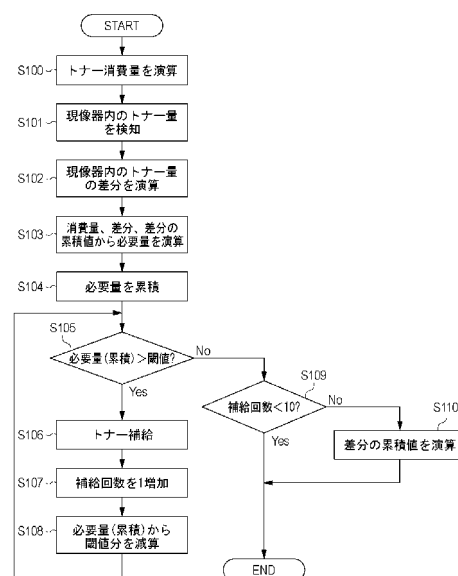 START
S100
トナー消費量を演算
S101
現像器内のトナー量
を検知
S102
現像器内のトナー量
の差分を演算
S103
消費量、差分、差分の
累積値から必要量を演算
S104
必要量を累積
S105
必要量(累積)>閾値?
No
Yes
S109
補給回数<10?
No
Yes
S110
差分の累積値を演算
S106
トナー補給
S107
補給回数を1増加
S108
必要量(累積)から
閾値分を減算
END